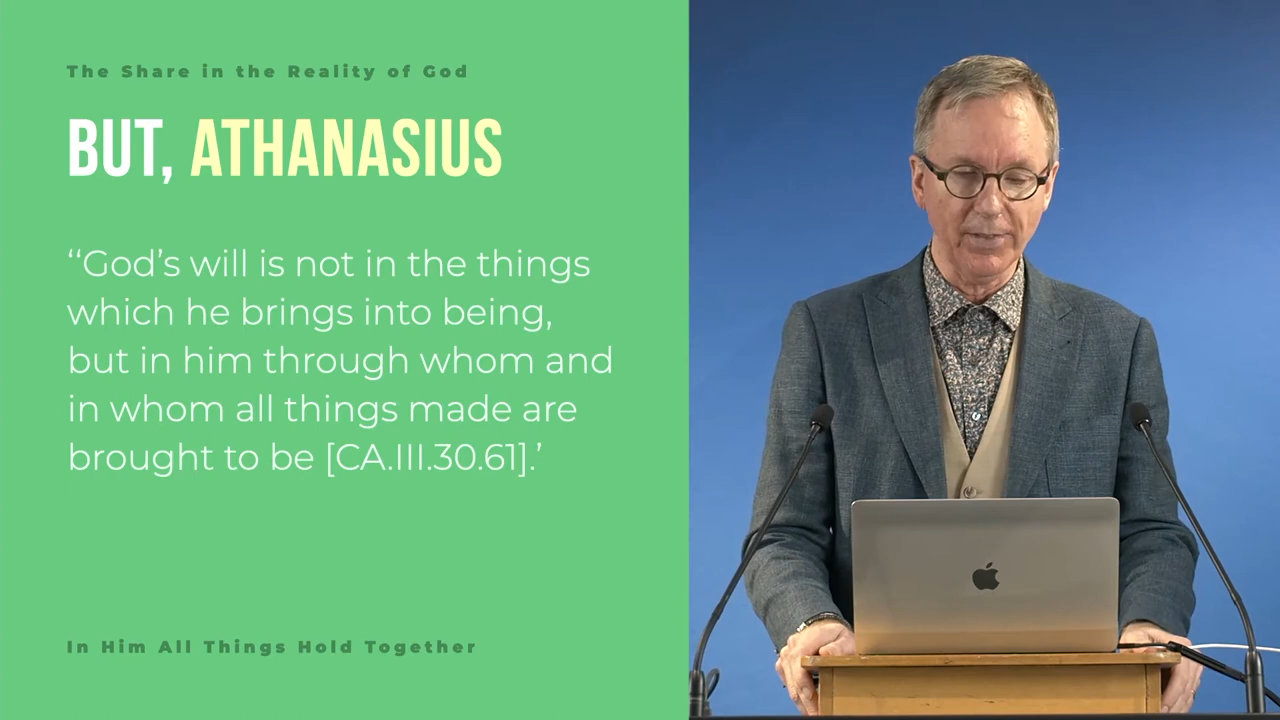 The Share in the Reality of God
BUT, ATHANASIUS
“God’s will is not in the things
which he brings into being,
but in him through whom and
in whom all things made are
brought to be [CA.III.30.61].’
In Him All Things Hold Together